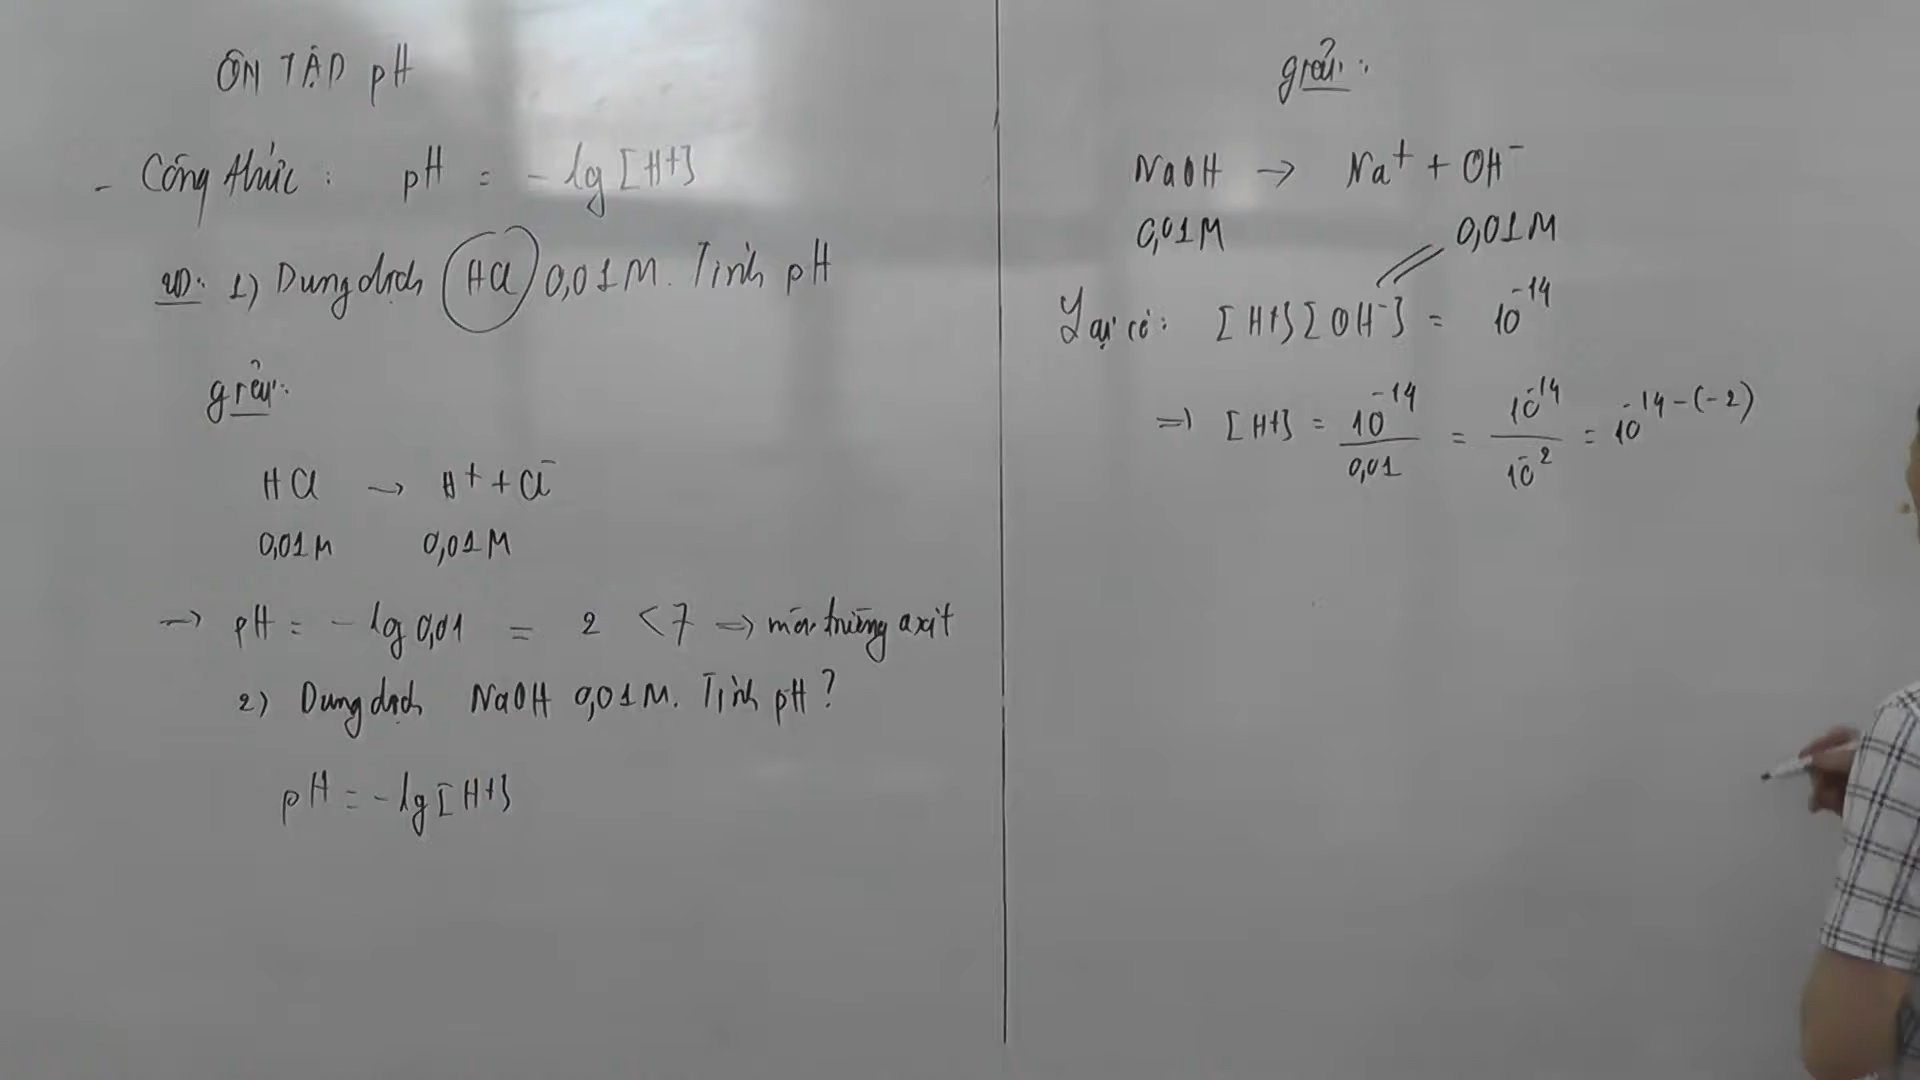 ÔN TẬP pH
- Công thức : pH = - lg [H+]
VD: 1) Dung dịch HCl 0,01M. Tính pH
giải:
HCl → H+ + Cl-
0,01M 0,01M
→ pH = - lg 0,01 = 2 < 7 => môi trường axit
2) Dung dịch NaOH 0,01M. Tính pH?
pH = - lg [H+]
giải:
NaOH → Na+ + OH-
0,01M 0,01M
Lại có: [H+][OH-] = 10^-14
=> [H+] = 10^-14 / 0,01 = 10^-14 / 10^-2 = 10^-14-(-2)